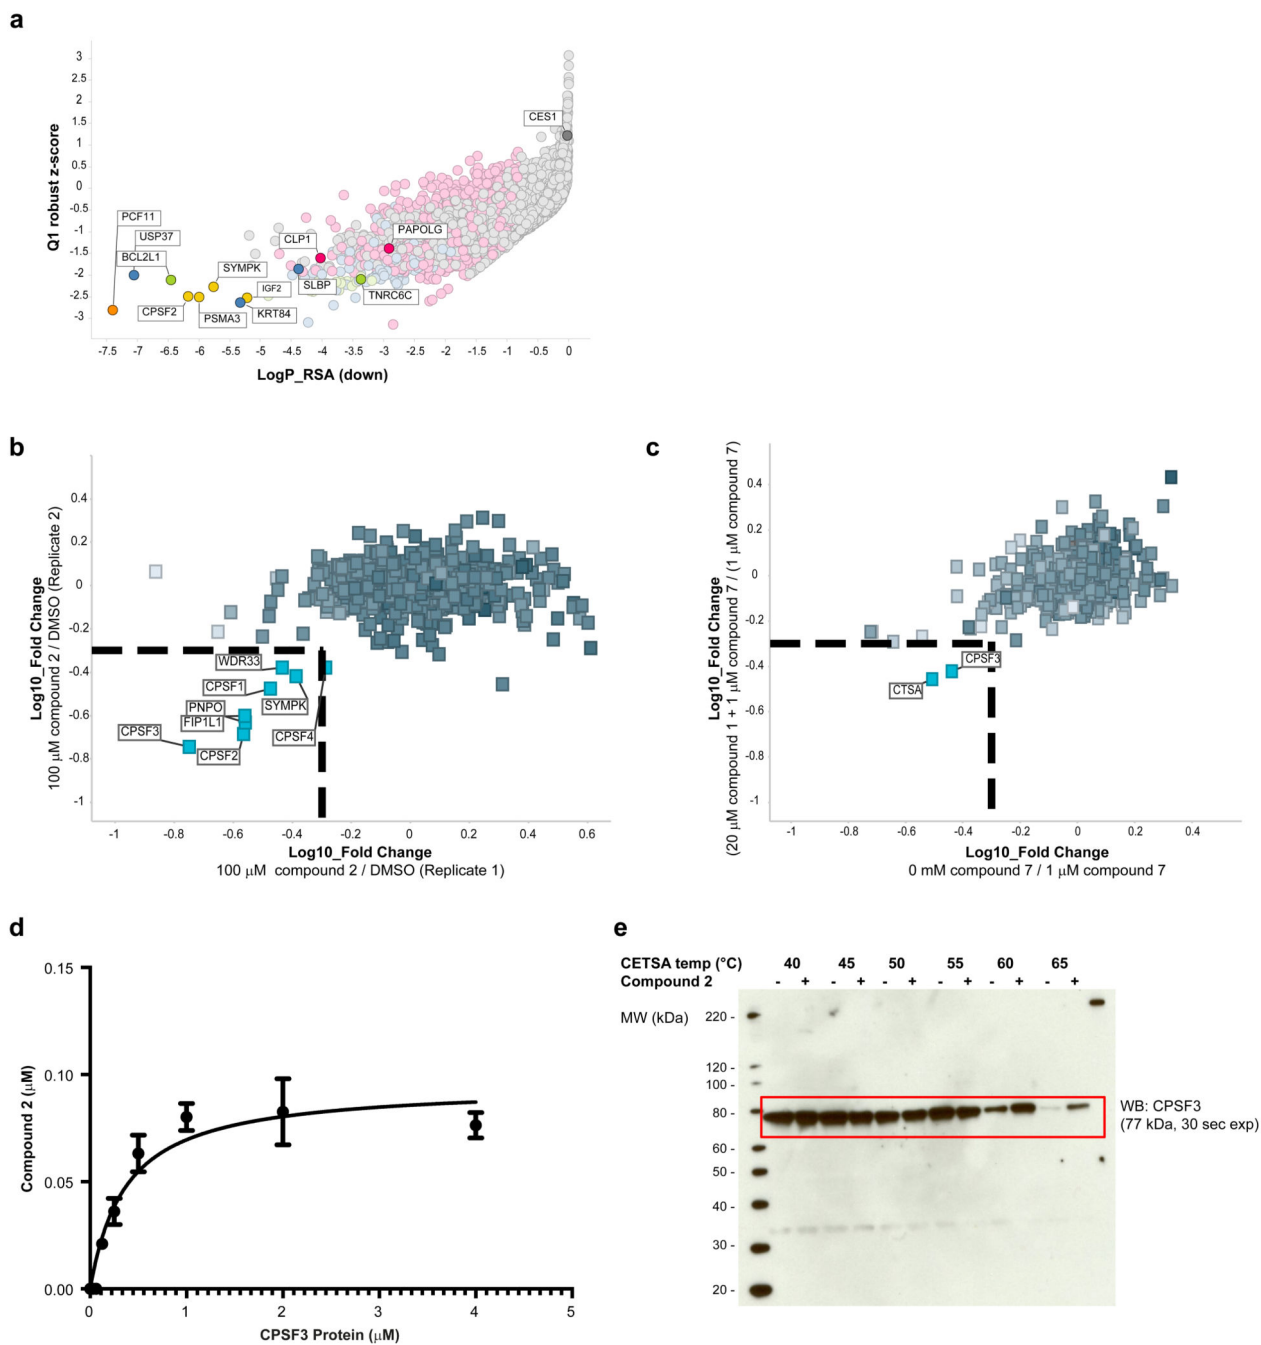 a
Q1 robust z-score
3
2.5
2
1.5
1
0.5
0
-0.5
-1
-1.5
-2
-2.5
-3
CES1
PCF11
USP37
BCL2L1
SYMPK
CLP1
PAPOLG
IGF2
SLBP
TNRC6C
CPSF2
PSMA3
KRT84
-7.5 -7 -6.5 -6 -5.5 -5 -4.5 -4 -3.5 -3 -2.5 -2 -1.5 -1 -0.5 0
LogP_RSA (down)
b
Log10_Fold Change
100 µM compound 2 / DMSO (Replicate 2)
0.4
0.2
0
-0.2
-0.4
-0.6
-0.8
-1
WDR33
CPSF1
SYMPK
PNPO
FIP1L1
CPSF3
CPSF2
CPSF4
-1 -0.8 -0.6 -0.4 -0.2 0 0.2 0.4 0.6
Log10_Fold Change
100 µM compound 2 / DMSO (Replicate 1)
c
Log10_Fold Change
(20 µM compound 1 + 1 µM compound 7 / (1 µM compound 7)
0.4
0.2
0
-0.2
-0.4
-0.6
-0.8
-1
CPSF3
CTSA
-1 -0.8 -0.6 -0.4 -0.2 0 0.2 0.4
Log10_Fold Change
0 mM compound 7 / 1 µM compound 7
d
Compound 2 (µM)
0.15
0.10
0.05
0.00
0 1 2 3 4 5
CPSF3 Protein (µM)
e
CETSA temp (°C) 40 45 50 55 60 65
Compound 2 - + - + - + - + - + - +
MW (kDa) 220 -
120 -
100 -
80 -
60 -
50 -
40 -
30 -
20 -
WB: CPSF3
(77 kDa, 30 sec exp)